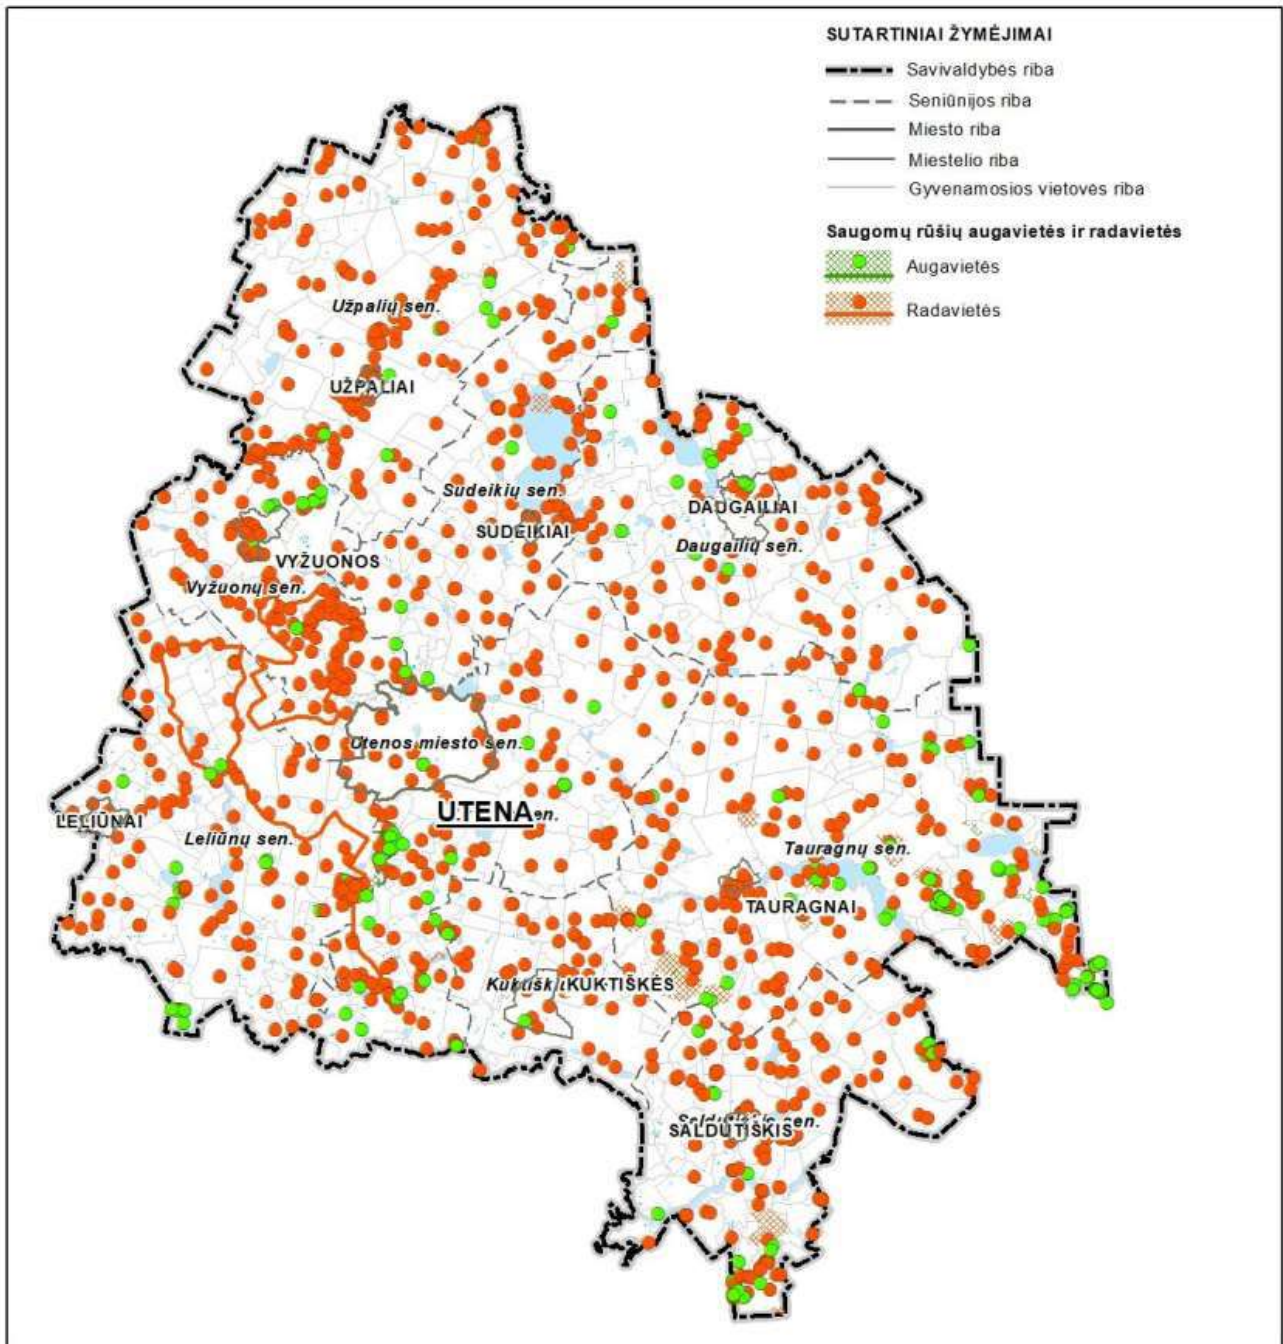 SUTARTINIAI ŽYMĖJIMAI
Savivaldybės riba
Seniūnijos riba
Miesto riba
Miestelio riba
Gyvenamosios vietovės riba
Saugomų rūšių augavietės ir radavietės
Augavietės
Radavietės
Užpalių sen.
UŽPALIAI
Sudeikių sen.
DAUGAILIAI
SUDEIKIAI
Daugailių sen.
VYŽUONOS
Vyžuonų sen.
Utenos miesto sen.
UTENA
en.
LELIŪNAI
Leliūnų sen.
Tauragnų sen.
TAURAGNAI
KUKTIŠKĖS
sen.
SALDUTIŠKIS